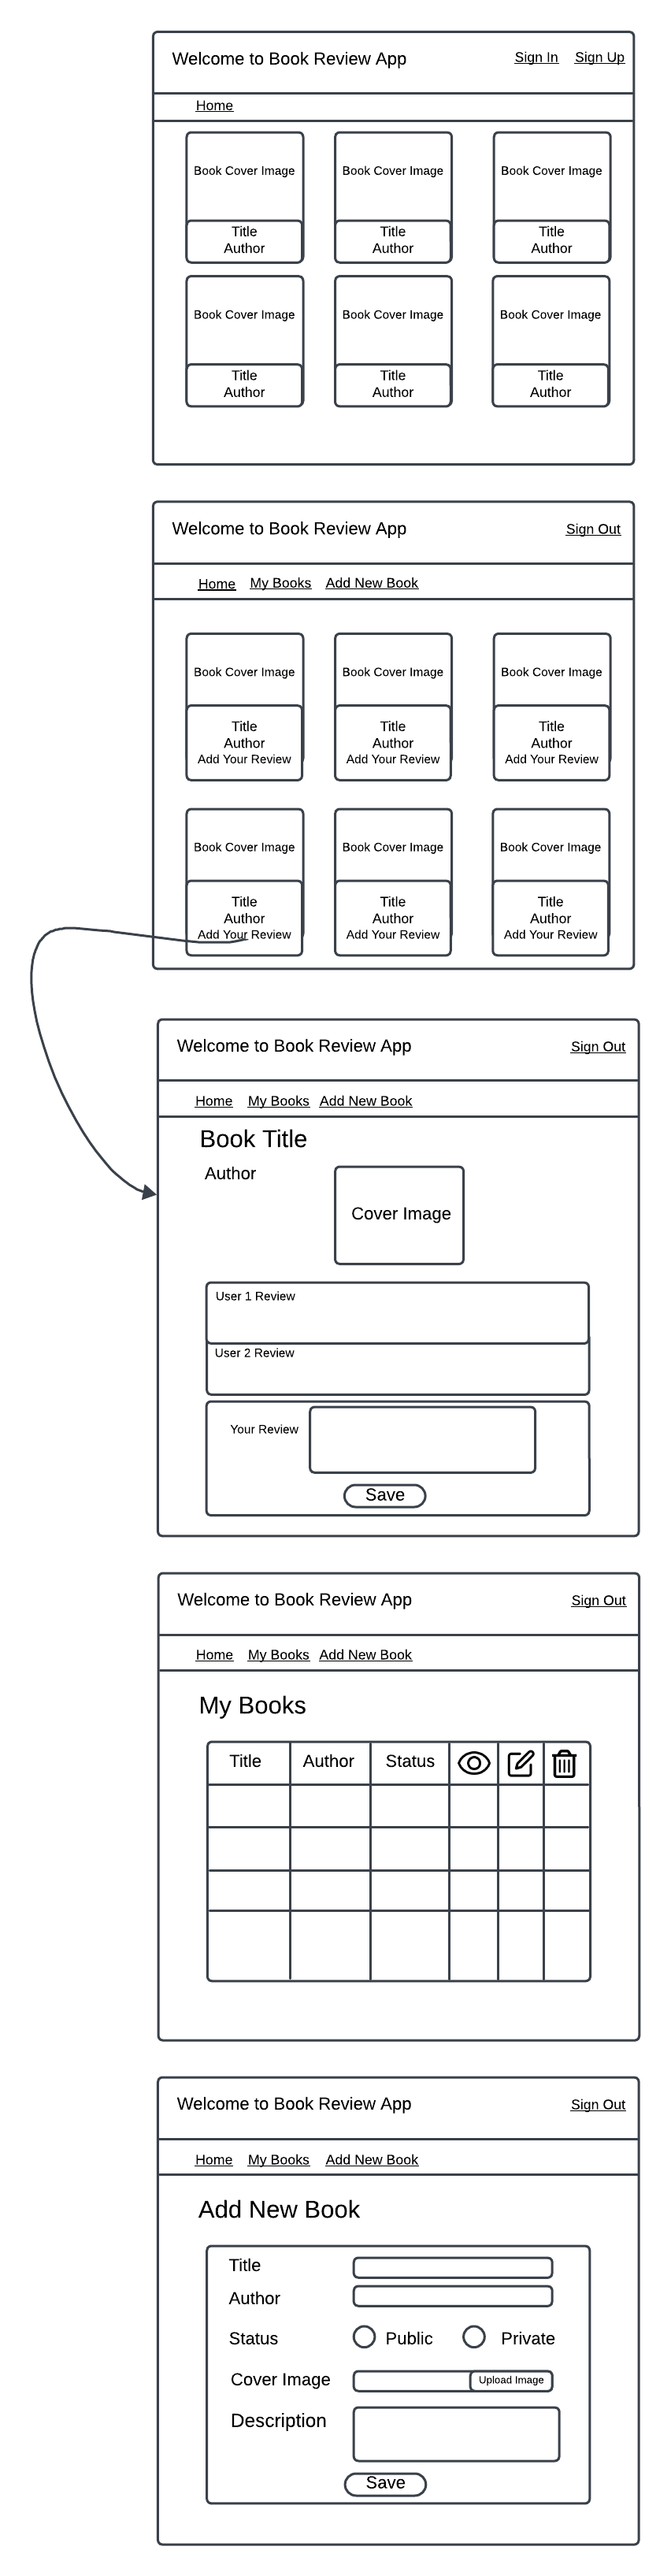 Welcome to Book Review App Sign In Sign Up
Home
Book Cover Image Book Cover Image Book Cover Image
Title Title Title
Author Author Author
Book Cover Image Book Cover Image Book Cover Image
Title Title Title
Author Author Author
Welcome to Book Review App Sign Out
Home My Books Add New Book
Book Cover Image Book Cover Image Book Cover Image
Title Title Title
Author Author Author
Add Your Review Add Your Review Add Your Review
Book Cover Image Book Cover Image Book Cover Image
Title Title Title
Author Author Author
Add Your Review Add Your Review Add Your Review
Welcome to Book Review App Sign Out
Home My Books Add New Book
Book Title
Author
Cover Image
User 1 Review
User 2 Review
Your Review
Save
Welcome to Book Review App Sign Out
Home My Books Add New Book
My Books
Title Author Status
Welcome to Book Review App Sign Out
Home My Books Add New Book
Add New Book
Title
Author
Status Public Private
Cover Image Upload Image
Description
Save